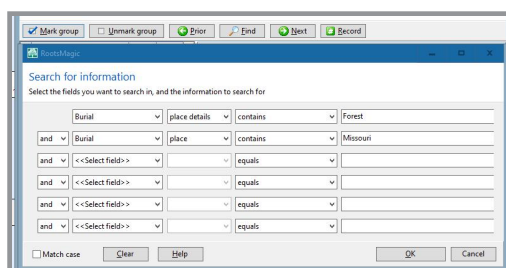 Mark group Unmark group Prior Find Next Record
RootsMagic
Search for information
Select the fields you want to search in, and the information to search for
Burial place details contains Forest
and Burial place contains Missouri
and <<Select field>> equals
and <<Select field>> equals
and <<Select field>> equals
and <<Select field>> equals
Match case Clear Help OK Cancel